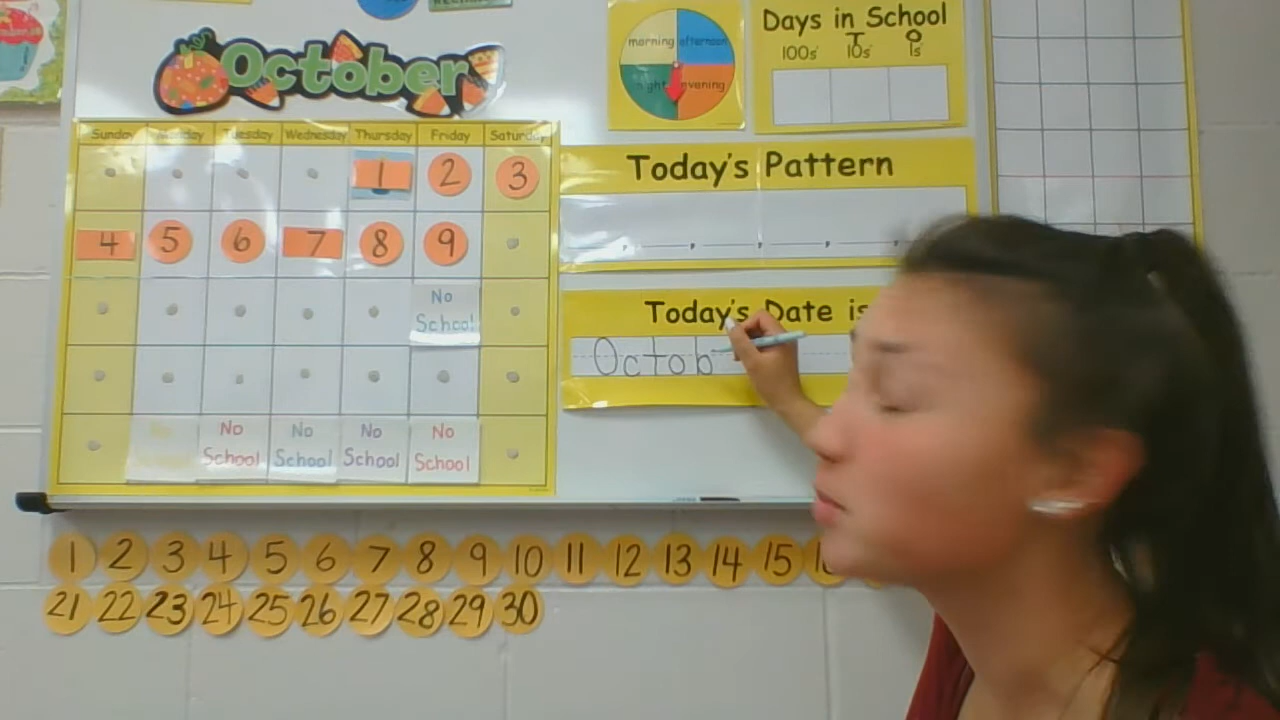 October
morning afternoon
night evening
Days in School
T O
100s 10s 1s
Sunday Monday Tuesday Wednesday Thursday Friday Saturday
1 2 3
4 5 6 7 8 9
No School
No School No School No School No School
Today's Pattern
Today's Date is
Octob
1 2 3 4 5 6 7 8 9 10 11 12 13 14 15
21 22 23 24 25 26 27 28 29 30